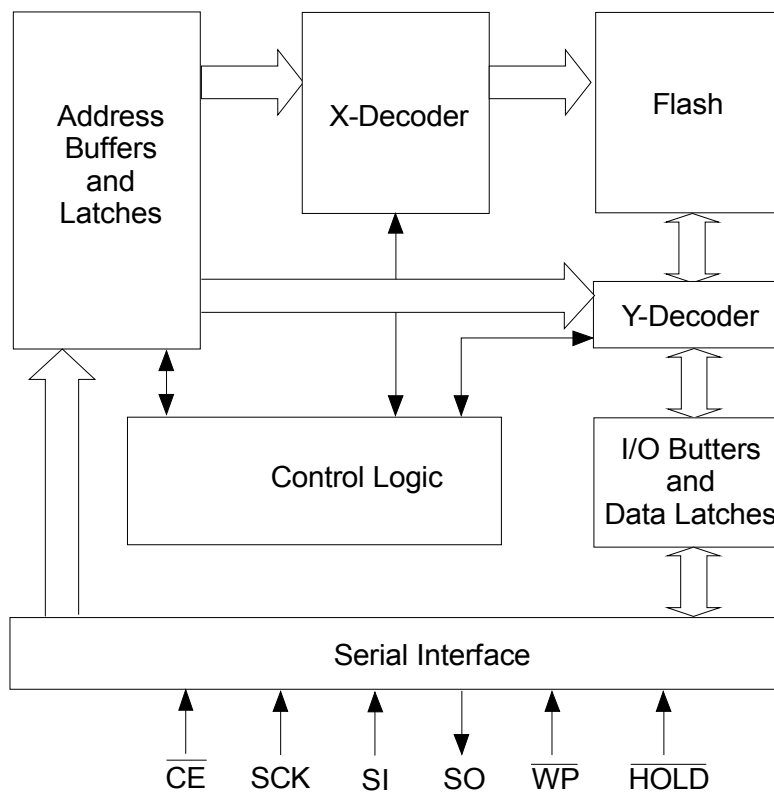 Address
Buffers
and
Latches
X-Decoder
Flash
Y-Decoder
Control Logic
I/O Butters
and
Data Latches
Serial Interface
CE SCK SI SO WP HOLD